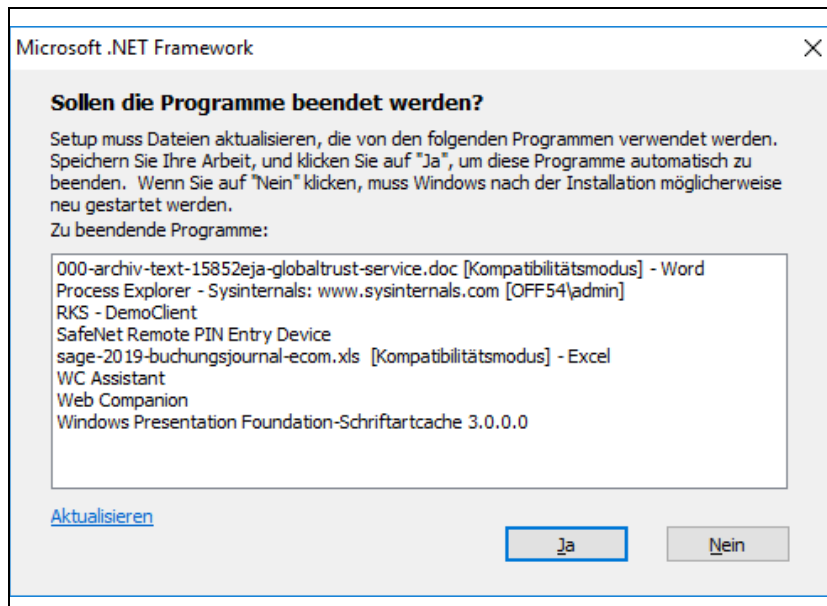 Microsoft .NET Framework
Sollen die Programme beendet werden?
Setup muss Dateien aktualisieren, die von den folgenden Programmen verwendet werden.
Speichern Sie Ihre Arbeit, und klicken Sie auf "Ja", um diese Programme automatisch zu
beenden.  Wenn Sie auf "Nein" klicken, muss Windows nach der Installation möglicherweise
neu gestartet werden.
Zu beendende Programme:
000-archiv-text-15852eja-globaltrust-service.doc [Kompatibilitätsmodus] - Word
Process Explorer - Sysinternals: www.sysinternals.com [OFF54\admin]
RKS - DemoClient
SafeNet Remote PIN Entry Device
sage-2019-buchungsjournal-ecom.xls  [Kompatibilitätsmodus] - Excel
WC Assistant
Web Companion
Windows Presentation Foundation-Schriftartcache 3.0.0.0
Aktualisieren
Ja
Nein